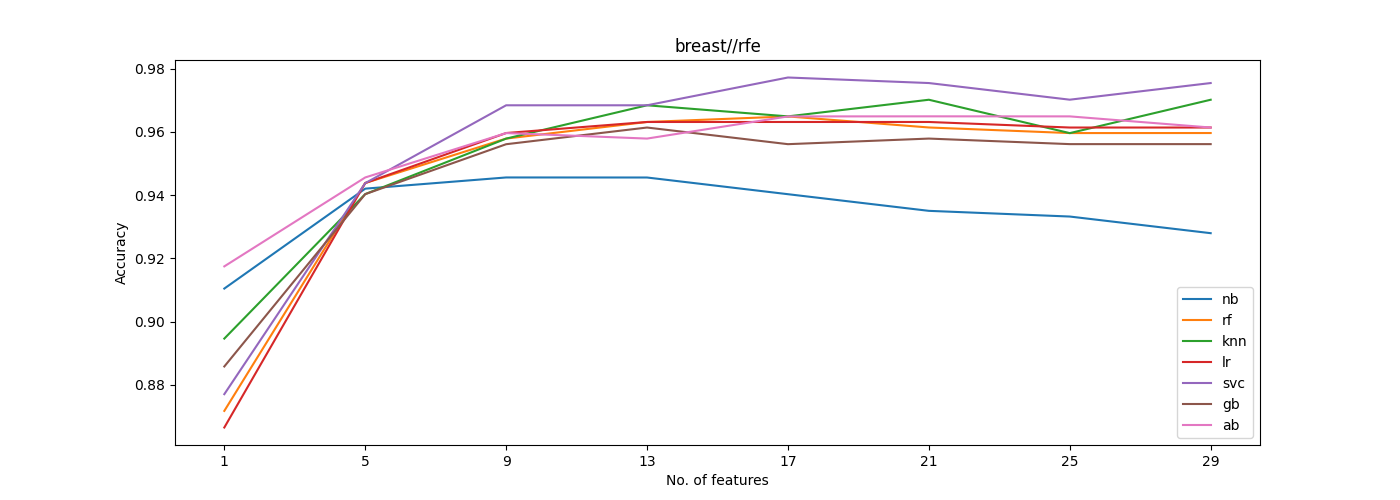 breast//rfe
Accuracy
0.98
0.96
0.94
0.92
0.90
0.88
1 5 9 13 17 21 25 29
No. of features
nb
rf
knn
lr
svc
gb
ab